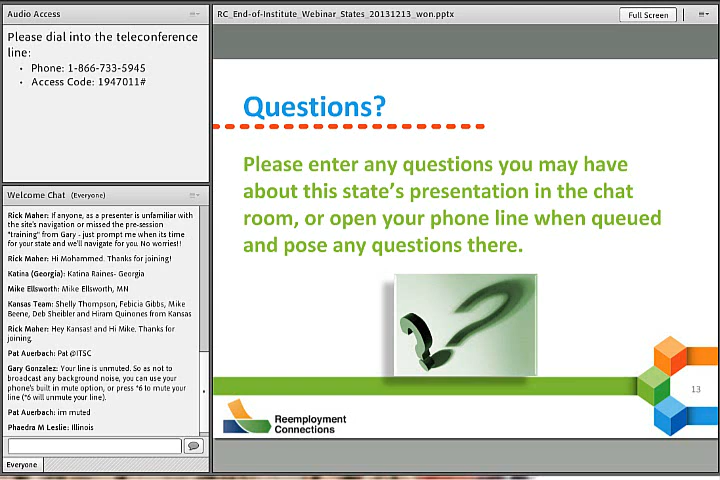 Audio Access
Please dial into the teleconference
line:
• Phone: 1-866-733-5945
• Access Code: 1947011#
Welcome Chat (Everyone)
Rick Maher: If anyone, as a presenter is unfamiliar with
the site's navigation or missed the pre-session
"training" from Gary - just prompt me when its time
for your state and we'll navigate for you. No worries!!
Rick Maher: Hi Mohammed. Thanks for joining!
Katina (Georgia): Katina Raines- Georgia
Mike Ellsworth: Mike Ellsworth, MN
Kansas Team: Shelly Thompson, Febicia Gibbs, Mike
Beene, Deb Sheibler and Hiram Quinones from Kansas
Rick Maher: Hey Kansas! and Hi Mike. Thanks for
joining.
Pat Auerbach: Pat @ITSC
Gary Gonzalez: Your line is unmuted. So as not to
broadcast any background noise, you can use your
phone's built in mute option, or press *6 to mute your
line (*6 will unmute your line).
Pat Auerbach: im muted
Phaedra M Leslie: Illinois
Everyone
RC_End-of-Institute_Webinar_States_20131213_won.pptx
Full Screen
Questions?
Please enter any questions you may have
about this state's presentation in the chat
room, or open your phone line when queued
and pose any questions there.
13
Reemployment
Connections